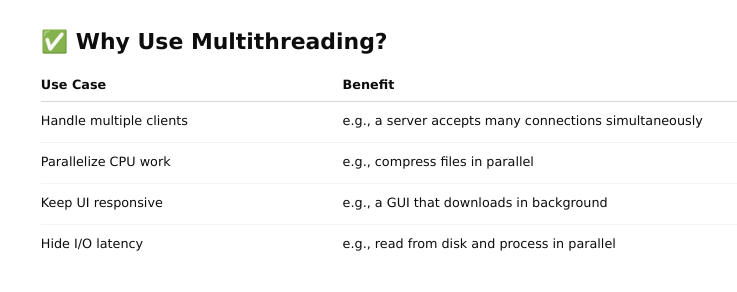 ✅ Why Use Multithreading?
Use Case Benefit
Handle multiple clients e.g., a server accepts many connections simultaneously
Parallelize CPU work e.g., compress files in parallel
Keep UI responsive e.g., a GUI that downloads in background
Hide I/O latency e.g., read from disk and process in parallel